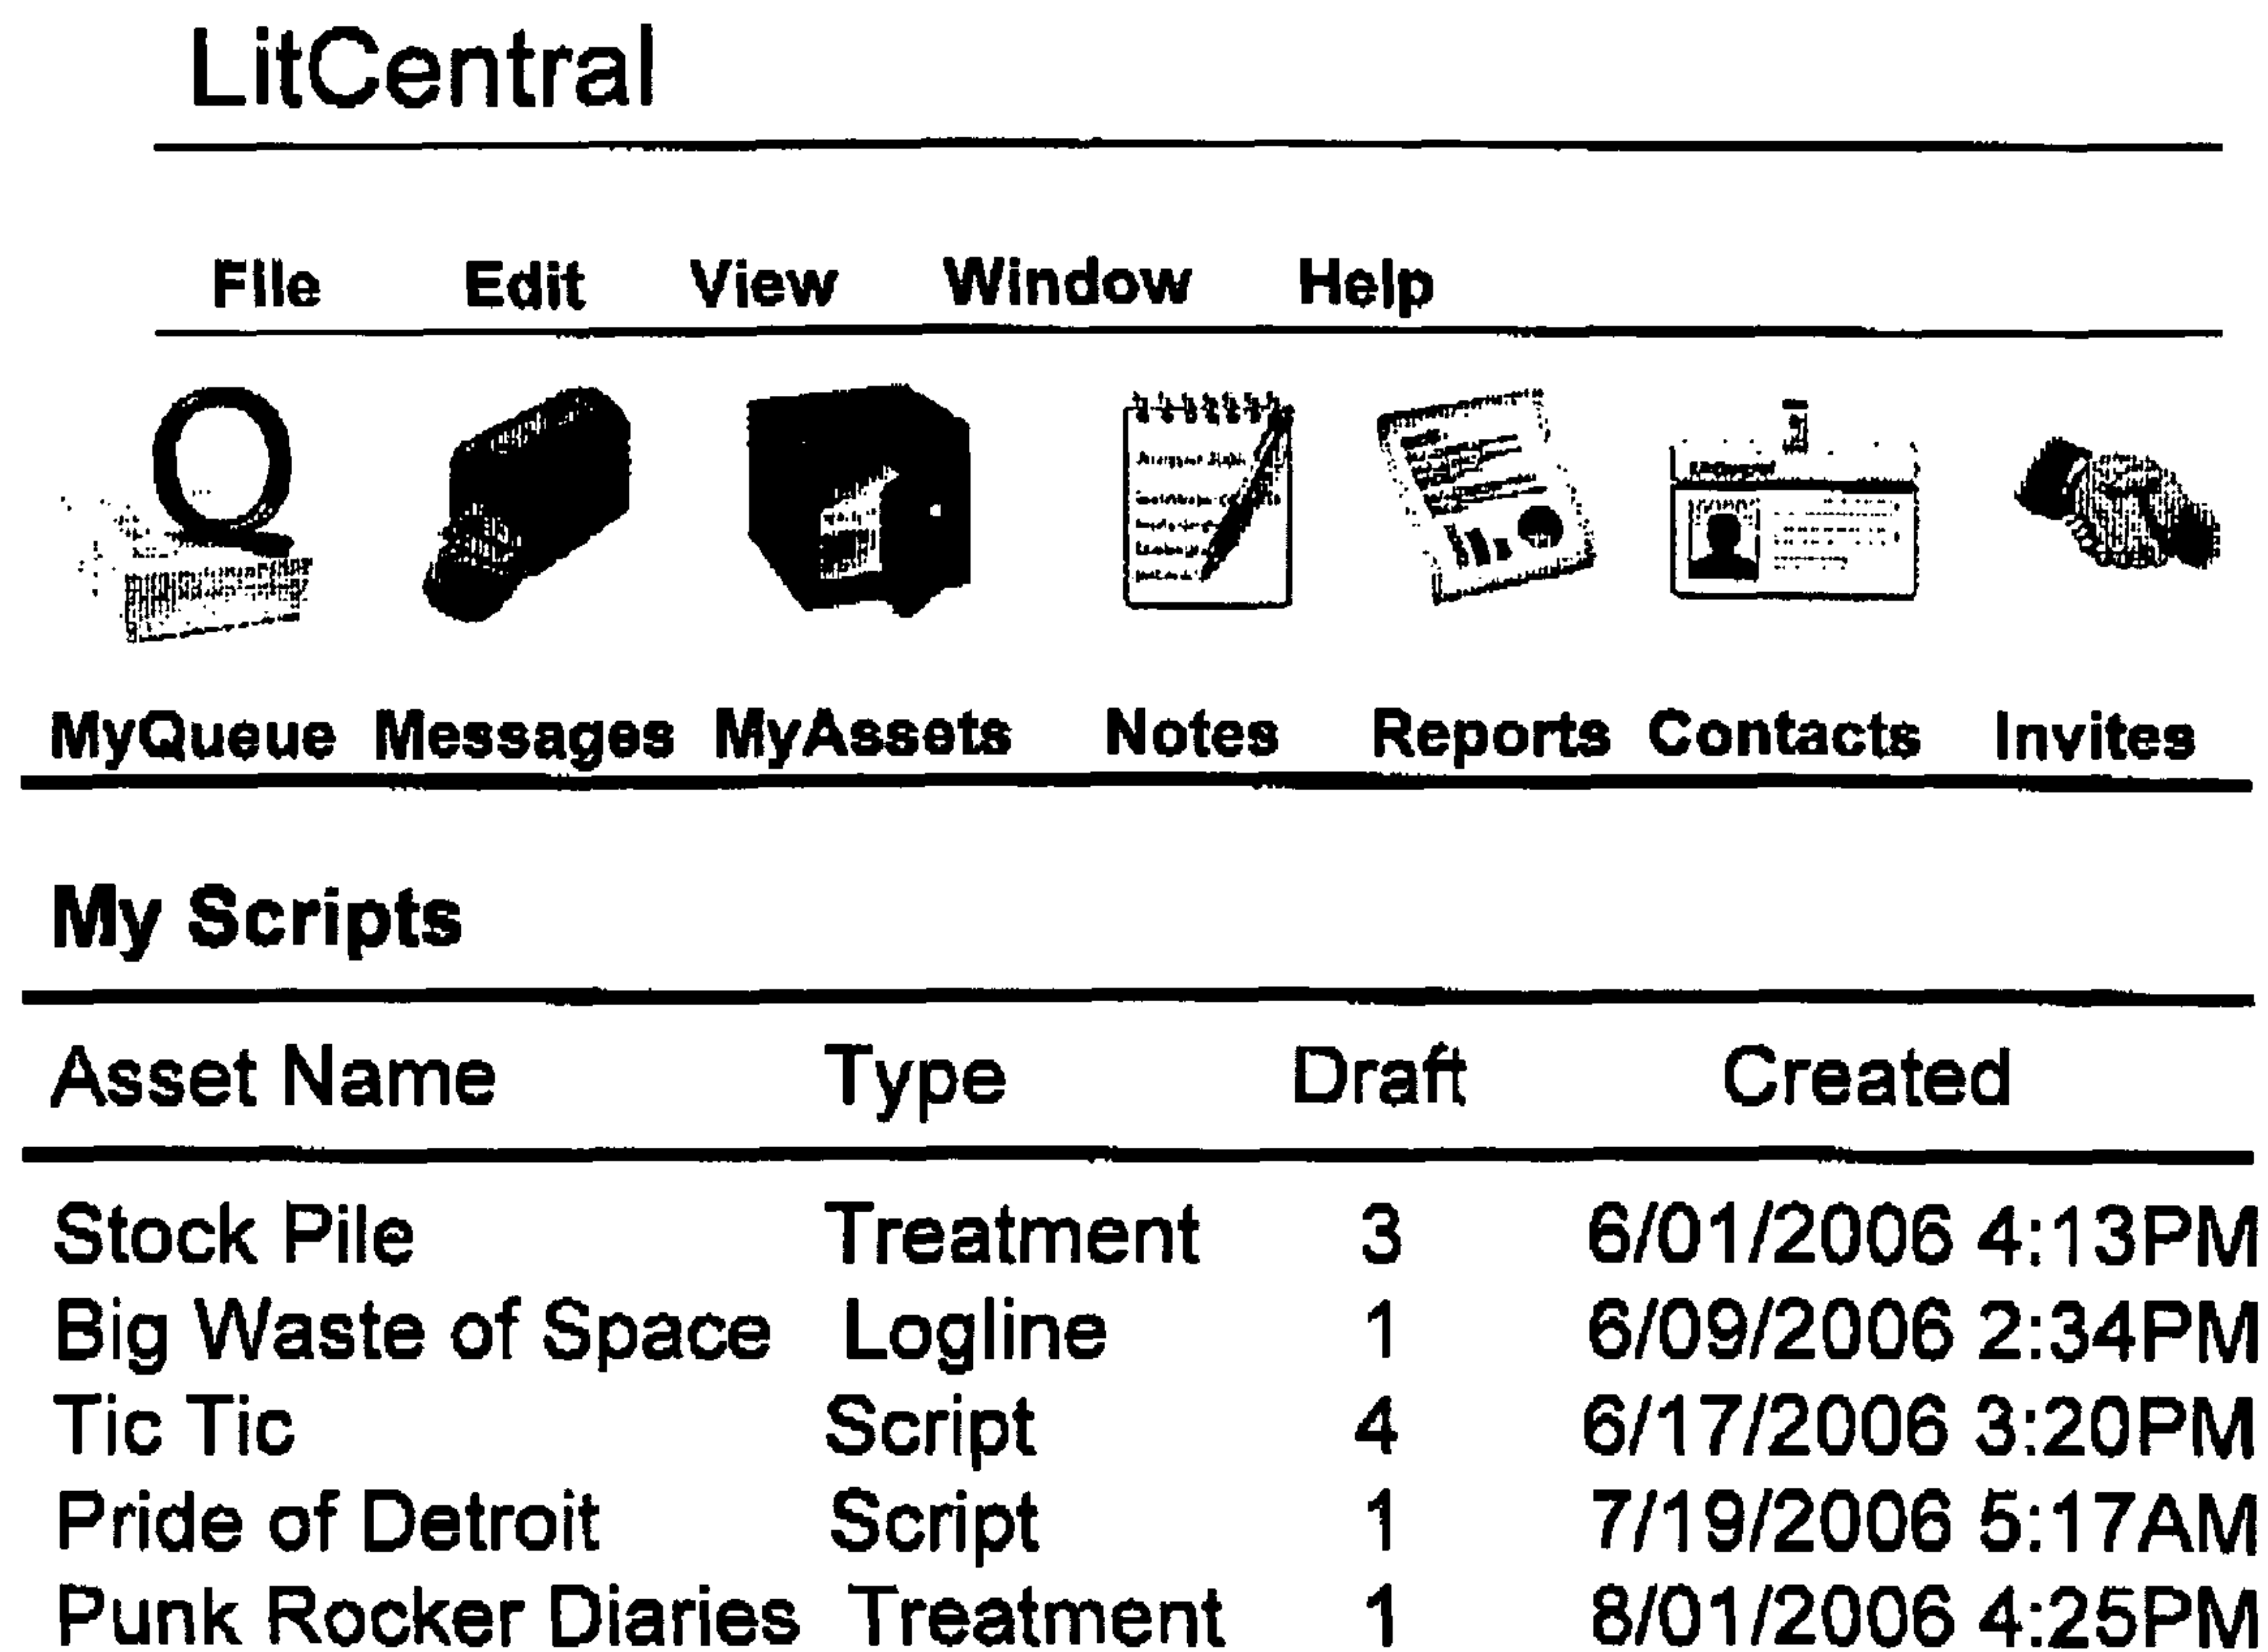 LitCentral
File Edit View Window Help
MyQueue Messages MyAssets Notes Reports Contacts Invites
My Scripts
Asset Name Type Draft Created
Stock Pile Treatment 3 6/01/2006 4:13PM
Big Waste of Space Logline 1 6/09/2006 2:34PM
Tic Tic Script 4 6/17/2006 3:20PM
Pride of Detroit Script 1 7/19/2006 5:17AM
Punk Rocker Diaries Treatment 1 8/01/2006 4:25PM